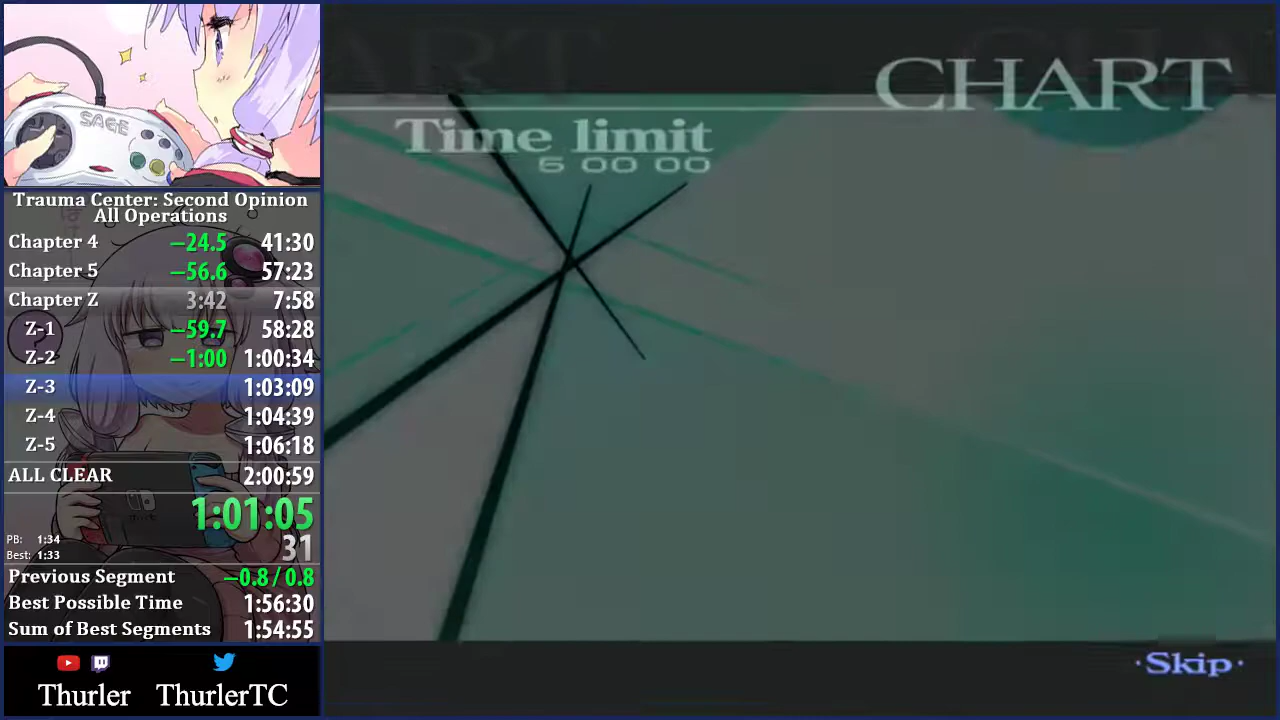 SAGE
Trauma Center: Second Opinion
All Operations
Chapter 4 −24.5 41:30
Chapter 5 −56.6 57:23
Chapter Z 3:42 7:58
Z-1 −59.7 58:28
Z-2 −1:00 1:00:34
Z-3 1:03:09
Z-4 1:04:39
Z-5 1:06:18
ALL CLEAR 2:00:59
1:01:05
PB: 1:34
Best: 1:33
31
Previous Segment −0.8 / 0.8
Best Possible Time 1:56:30
Sum of Best Segments 1:54:55
Thurler ThurlerTC
CHART
Time limit
5 00 00
·Skip·